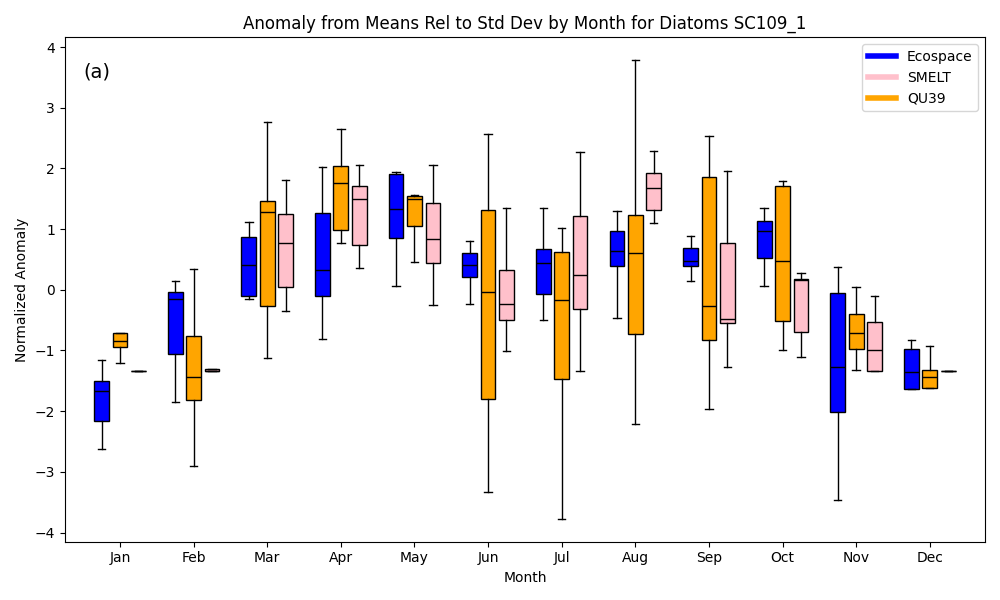 Anomaly from Means Rel to Std Dev by Month for Diatoms SC109_1
(a)
Ecospace
SMELT
QU39
Normalized Anomaly
4
3
2
1
0
−1
−2
−3
−4
Jan Feb Mar Apr May Jun Jul Aug Sep Oct Nov Dec
Month